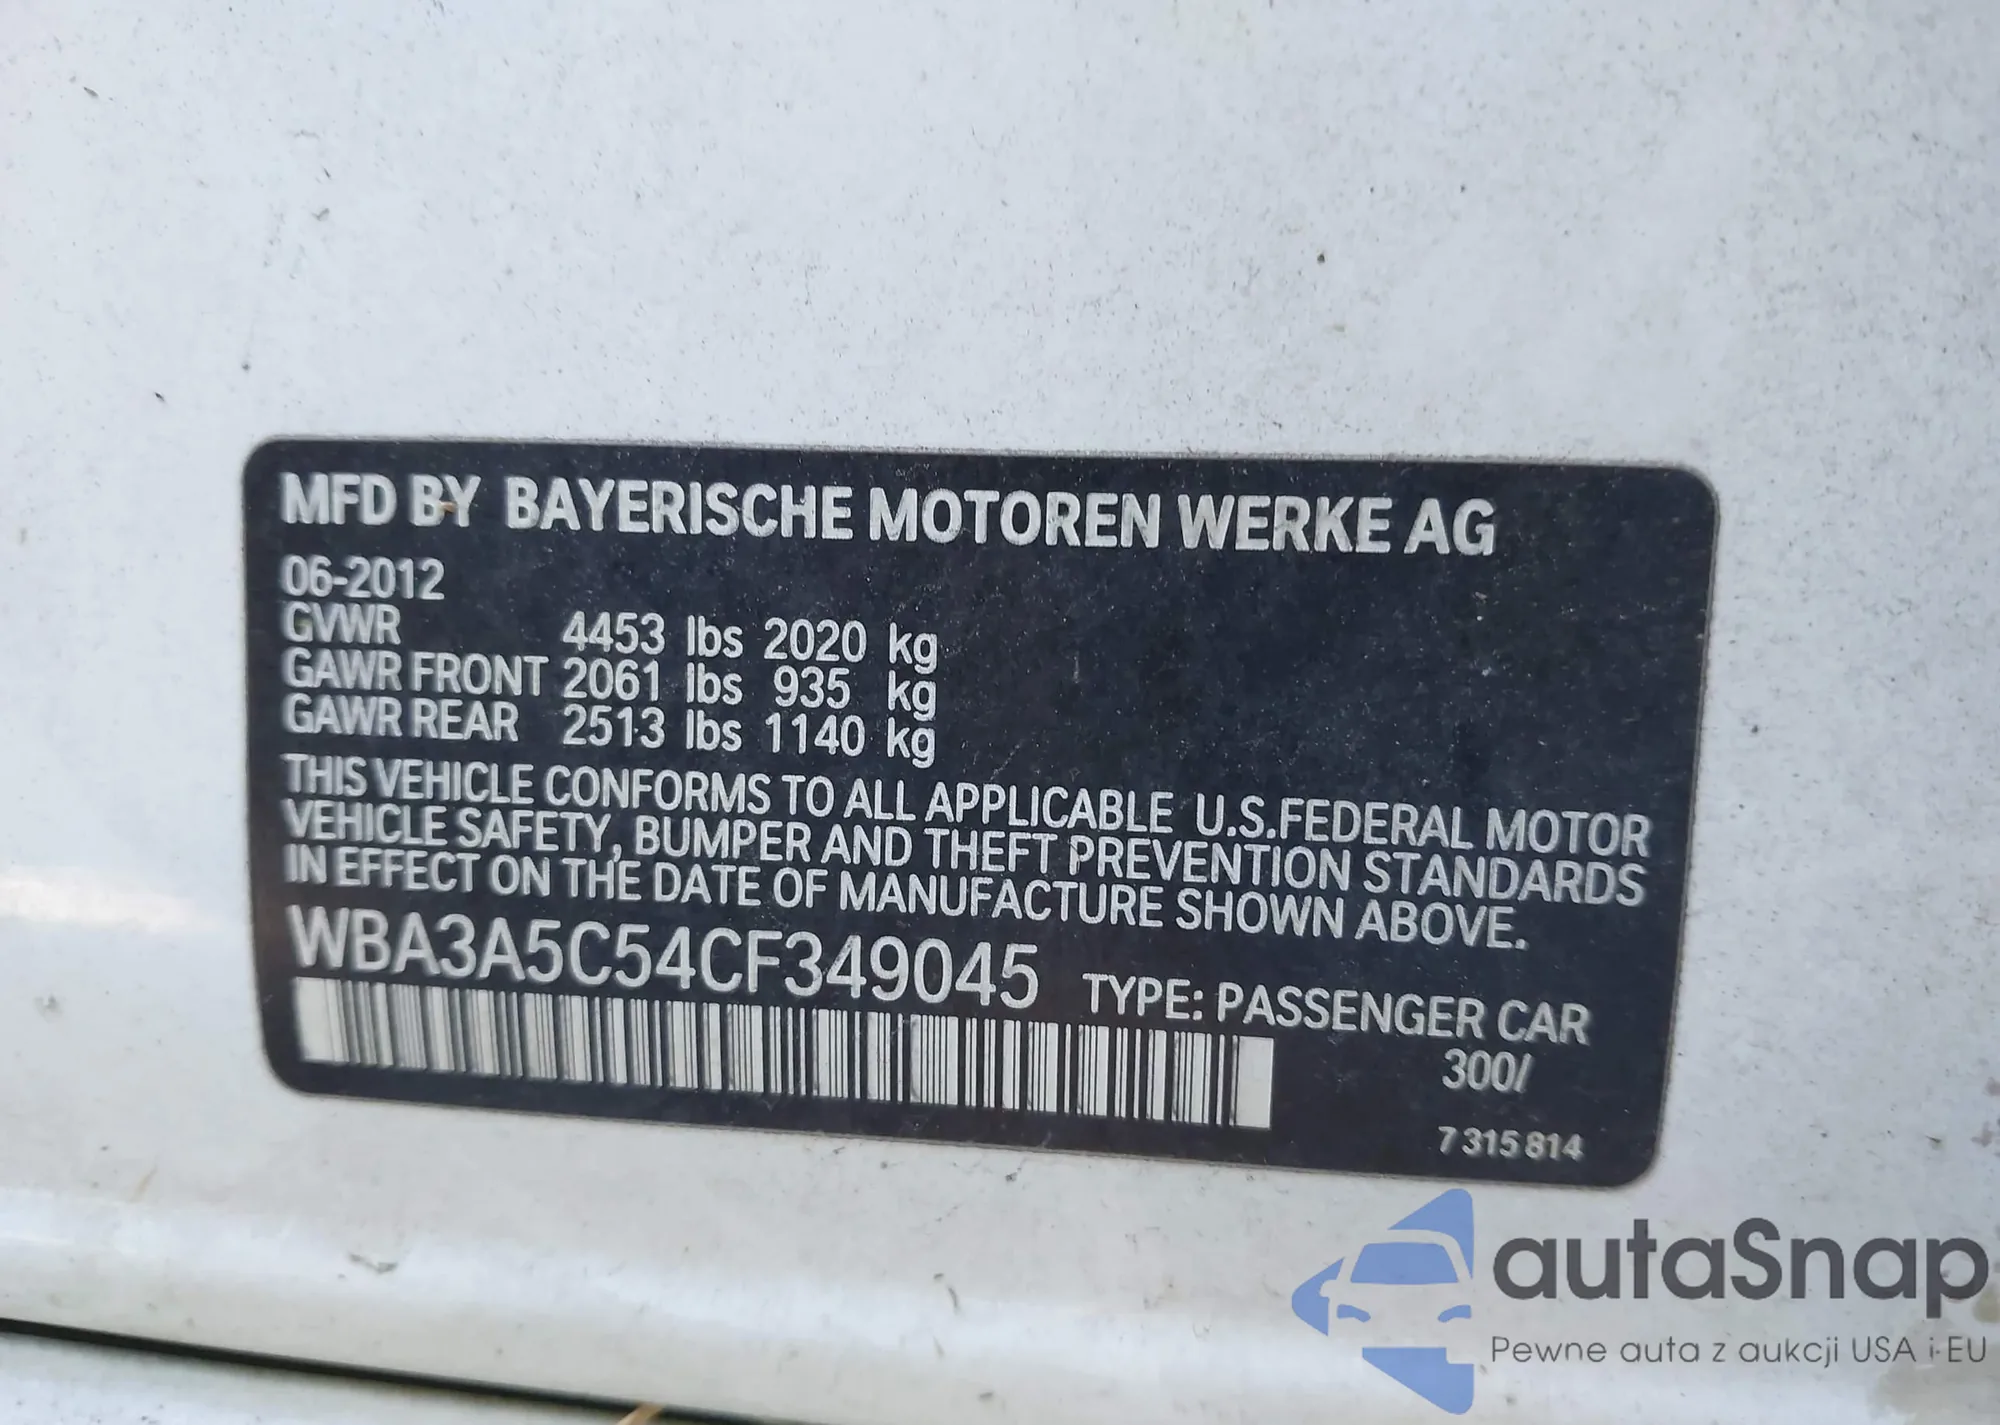 MFD BY BAYERISCHE MOTOREN WERKE AG
06-2012
GVWR 4453 lbs 2020 kg
GAWR FRONT 2061 lbs 935 kg
GAWR REAR 2513 lbs 1140 kg
THIS VEHICLE CONFORMS TO ALL APPLICABLE U.S.FEDERAL MOTOR
VEHICLE SAFETY, BUMPER AND THEFT PREVENTION STANDARDS
IN EFFECT ON THE DATE OF MANUFACTURE SHOWN ABOVE.
WBA3A5C54CF349045 TYPE: PASSENGER CAR
300/
7 315 814
autaSnap
Pewne auta z aukcji USA i EU